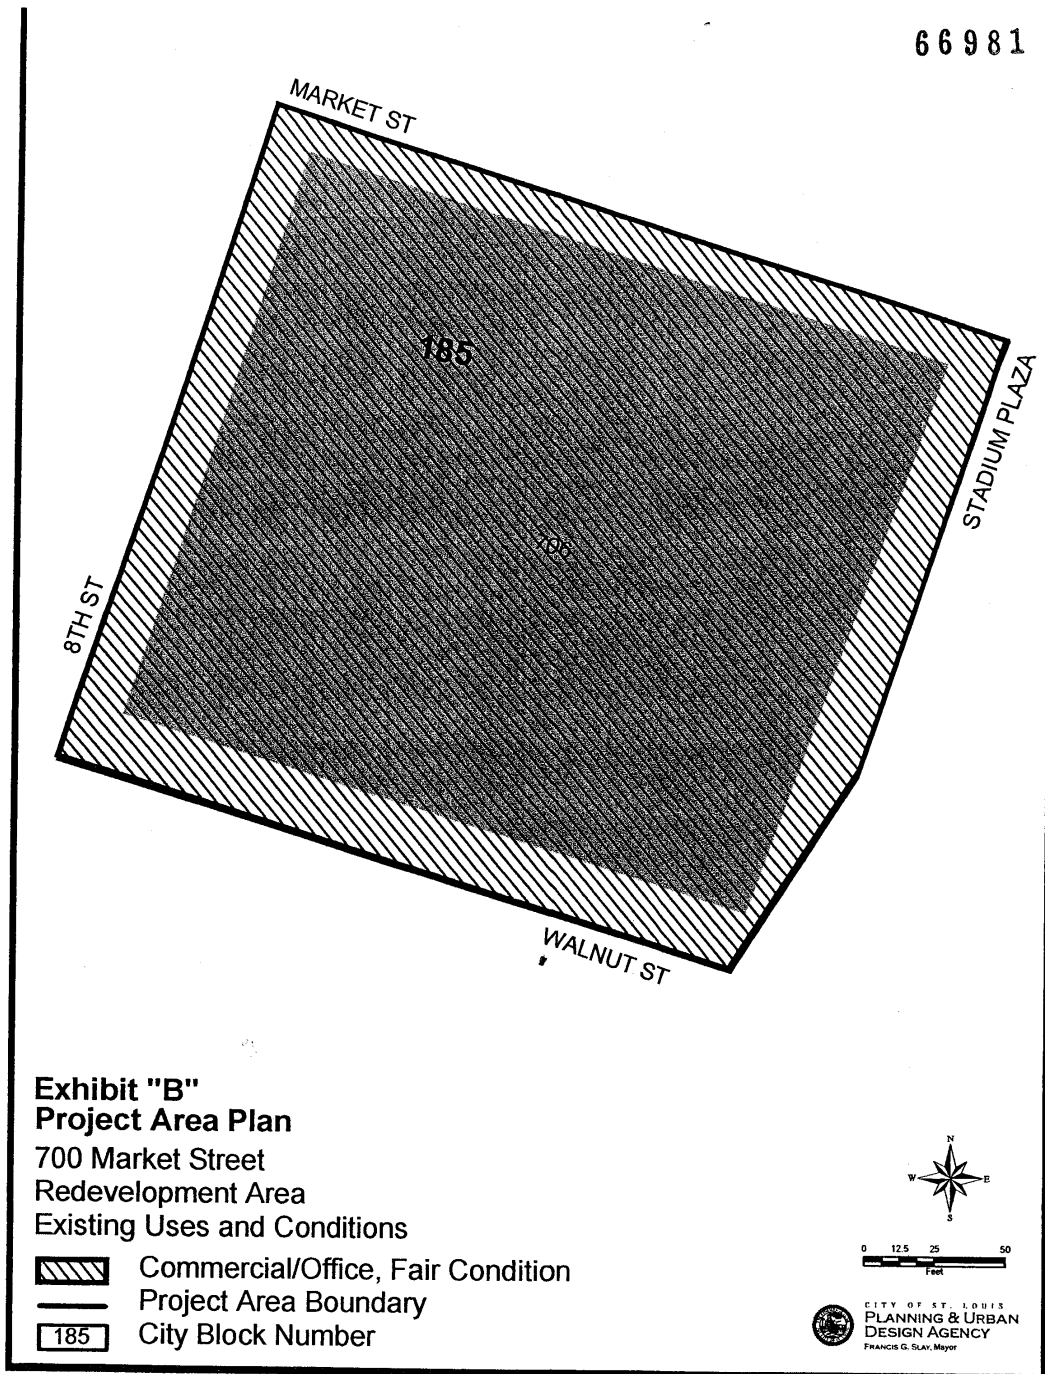 66981
MARKET ST
185
STADIUM PLAZA
706
8TH ST
WALNUT ST
Exhibit "B"
Project Area Plan
700 Market Street
Redevelopment Area
Existing Uses and Conditions
Commercial/Office, Fair Condition
Project Area Boundary
185 City Block Number
N
W E
S
0 12.5 25 50
Feet
CITY OF ST. LOUIS
PLANNING & URBAN
DESIGN AGENCY
FRANCIS G. SLAY, Mayor